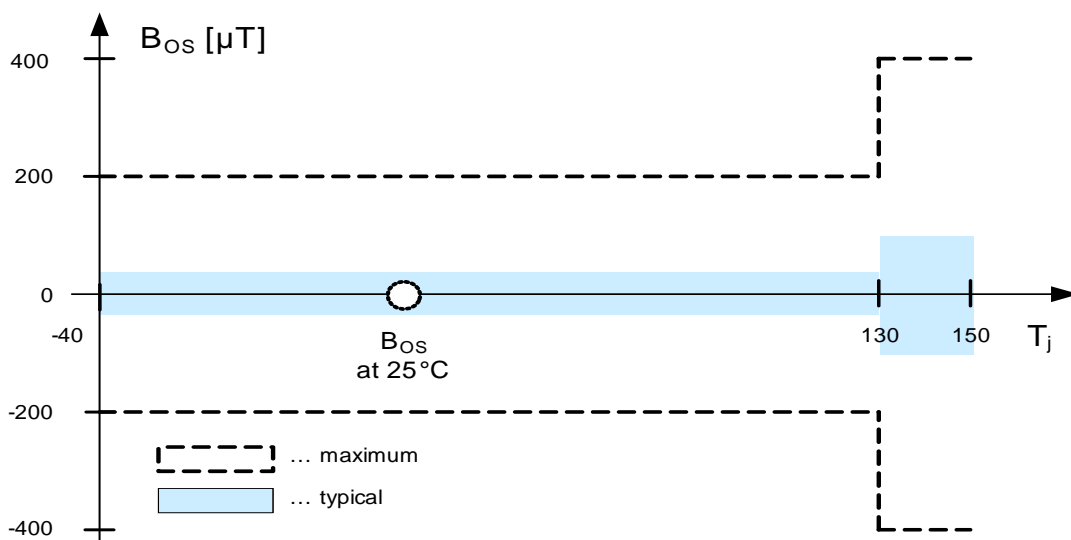 B_OS [µT]
400
200
0
-40
130
150
T_j
B_OS
at 25°C
-200
... maximum
... typical
-400